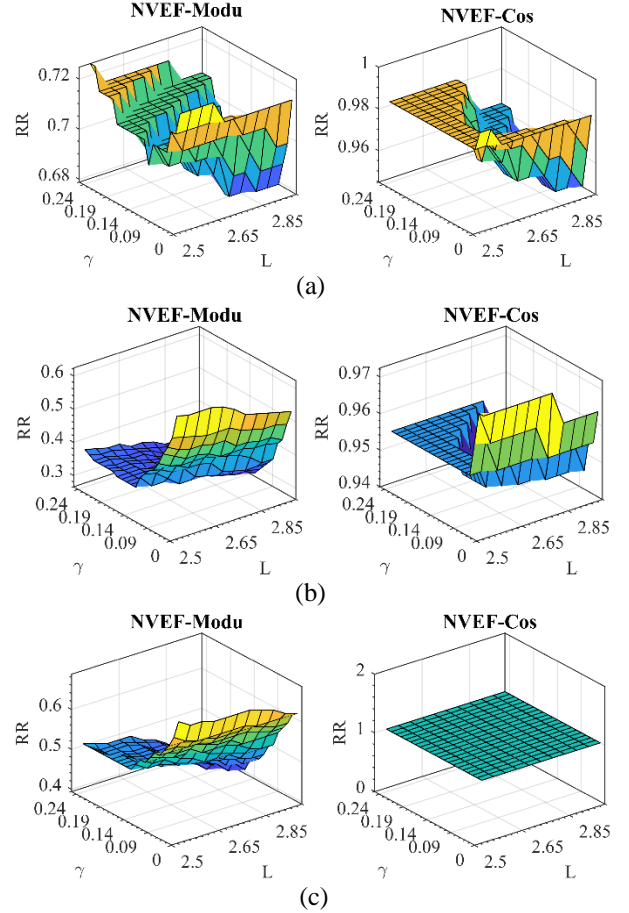 NVEF-Modu NVEF-Cos
0.72
0.7
0.68
RR
0.24
0.19
0.14
0.09
0
γ
2.5
2.65
2.85
L
1
0.98
0.96
RR
0.24
0.19
0.14
0.09
0
γ
2.5
2.65
2.85
L
(a)
NVEF-Modu NVEF-Cos
0.6
0.5
0.4
0.3
RR
0.24
0.19
0.14
0.09
0
γ
2.5
2.65
2.85
L
0.97
0.96
0.95
0.94
RR
0.24
0.19
0.14
0.09
0
γ
2.5
2.65
2.85
L
(b)
NVEF-Modu NVEF-Cos
0.6
0.5
0.4
RR
0.24
0.19
0.14
0.09
0
γ
2.5
2.65
2.85
L
2
1
0
RR
0.24
0.19
0.14
0.09
0
γ
2.5
2.65
2.85
L
(c)